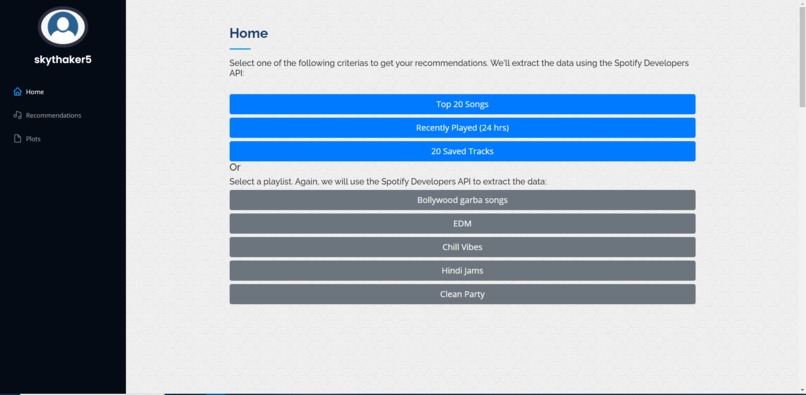 skythaker5
Home
Recommendations
Plots
Home
Select one of the following criterias to get your recommendations. We'll extract the data using the Spotify Developers
API:
Top 20 Songs
Recently Played (24 hrs)
20 Saved Tracks
Or
Select a playlist. Again, we will use the Spotify Developers API to extract the data:
Bollywood garba songs
EDM
Chill Vibes
Hindi Jams
Clean Party